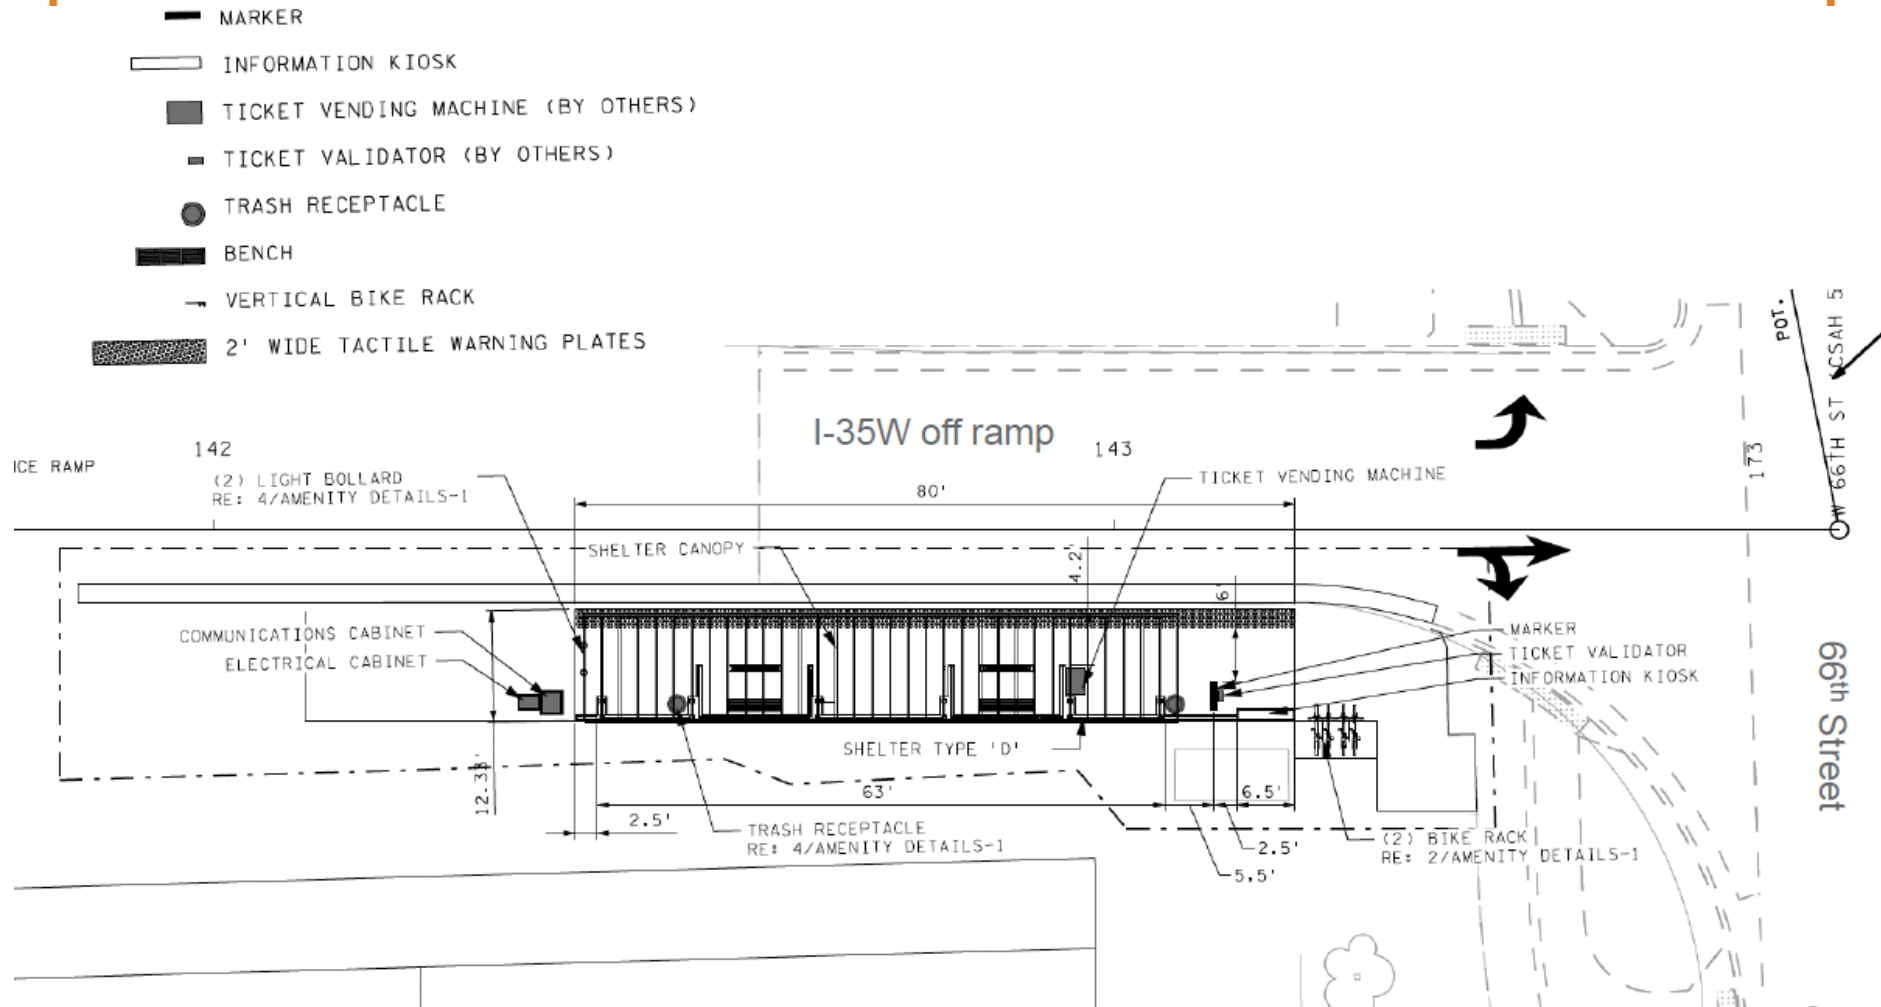 MARKER
INFORMATION KIOSK
TICKET VENDING MACHINE (BY OTHERS)
TICKET VALIDATOR (BY OTHERS)
TRASH RECEPTACLE
BENCH
VERTICAL BIKE RACK
2' WIDE TACTILE WARNING PLATES
POT.
W 66TH ST (CSAH 5
I-35W off ramp
142
143
173
ICE RAMP
(2) LIGHT BOLLARD
RE: 4/AMENITY DETAILS-1
80'
TICKET VENDING MACHINE
SHELTER CANOPY
4.2'
6'
COMMUNICATIONS CABINET
ELECTRICAL CABINET
MARKER
TICKET VALIDATOR
INFORMATION KIOSK
66th Street
SHELTER TYPE 'D'
12.33'
63'
6.5'
2.5'
TRASH RECEPTACLE
RE: 4/AMENITY DETAILS-1
2.5'
5.5'
(2) BIKE RACK
RE: 2/AMENITY DETAILS-1